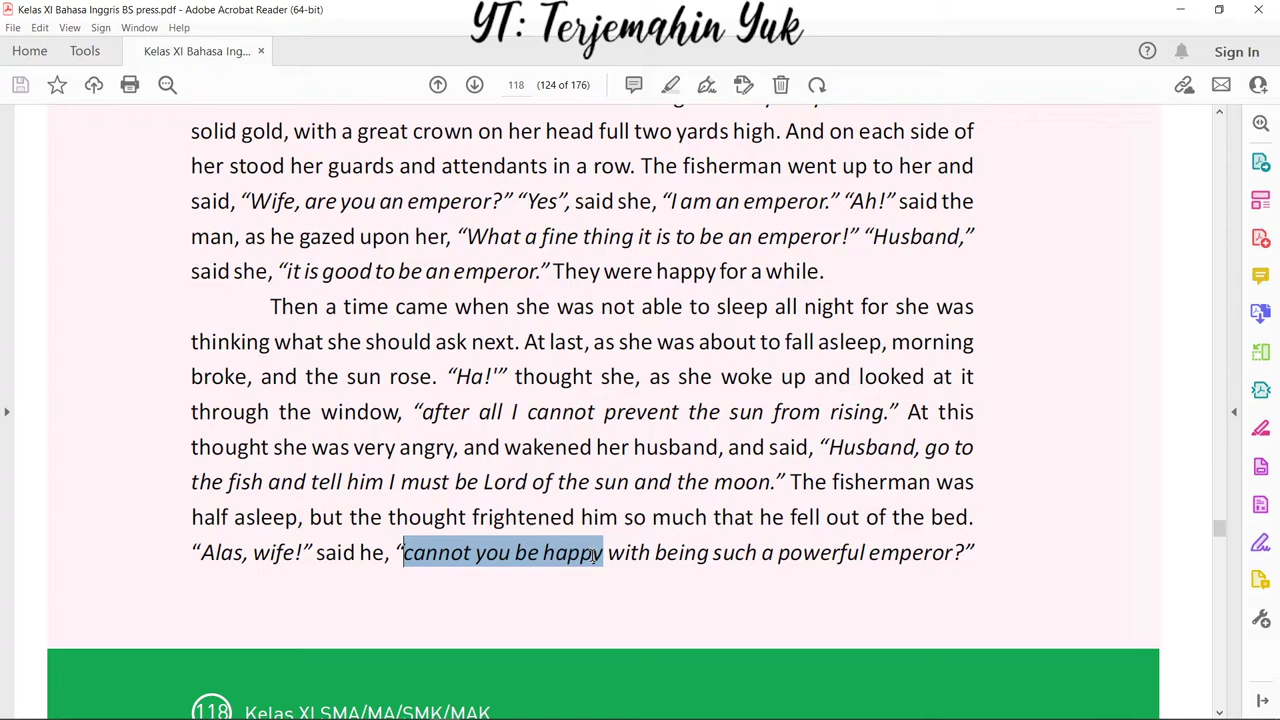 Kelas XI Bahasa Inggris BS press.pdf - Adobe Acrobat Reader (64-bit)
YT: Terjemahin Yuk
File Edit View Sign Window Help
Home Tools Kelas XI Bahasa Ing... × Sign In
118 (124 of 176)
solid gold, with a great crown on her head full two yards high. And on each side of
her stood her guards and attendants in a row. The fisherman went up to her and
said, “Wife, are you an emperor?” “Yes”, said she, “I am an emperor.” “Ah!” said the
man, as he gazed upon her, “What a fine thing it is to be an emperor!” “Husband,”
said she, “it is good to be an emperor.” They were happy for a while.
Then a time came when she was not able to sleep all night for she was
thinking what she should ask next. At last, as she was about to fall asleep, morning
broke, and the sun rose. “Ha!'” thought she, as she woke up and looked at it
through the window, “after all I cannot prevent the sun from rising.” At this
thought she was very angry, and wakened her husband, and said, “Husband, go to
the fish and tell him I must be Lord of the sun and the moon.” The fisherman was
half asleep, but the thought frightened him so much that he fell out of the bed.
“Alas, wife!” said he, “cannot you be happy with being such a powerful emperor?”
118 Kelas XI SMA/MA/SMK/MAK